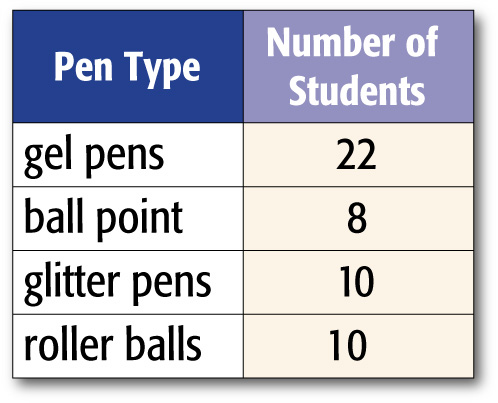 Pen Type
Number of
Students
gel pens 22
ball point 8
glitter pens 10
roller balls 10